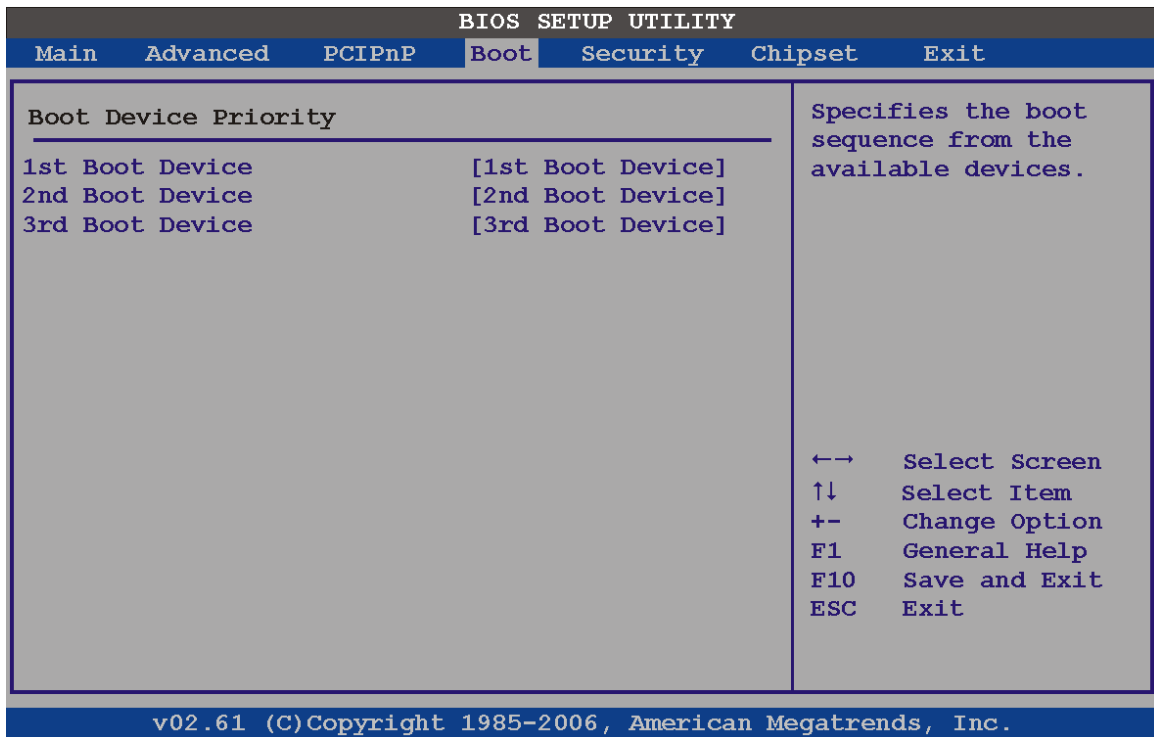 BIOS SETUP UTILITY
Main Advanced PCIPnP Boot Security Chipset Exit
Boot Device Priority
1st Boot Device [1st Boot Device]
2nd Boot Device [2nd Boot Device]
3rd Boot Device [3rd Boot Device]
Specifies the boot
sequence from the
available devices.
←→ Select Screen
↑↓ Select Item
+- Change Option
F1 General Help
F10 Save and Exit
ESC Exit
v02.61 (C)Copyright 1985-2006, American Megatrends, Inc.